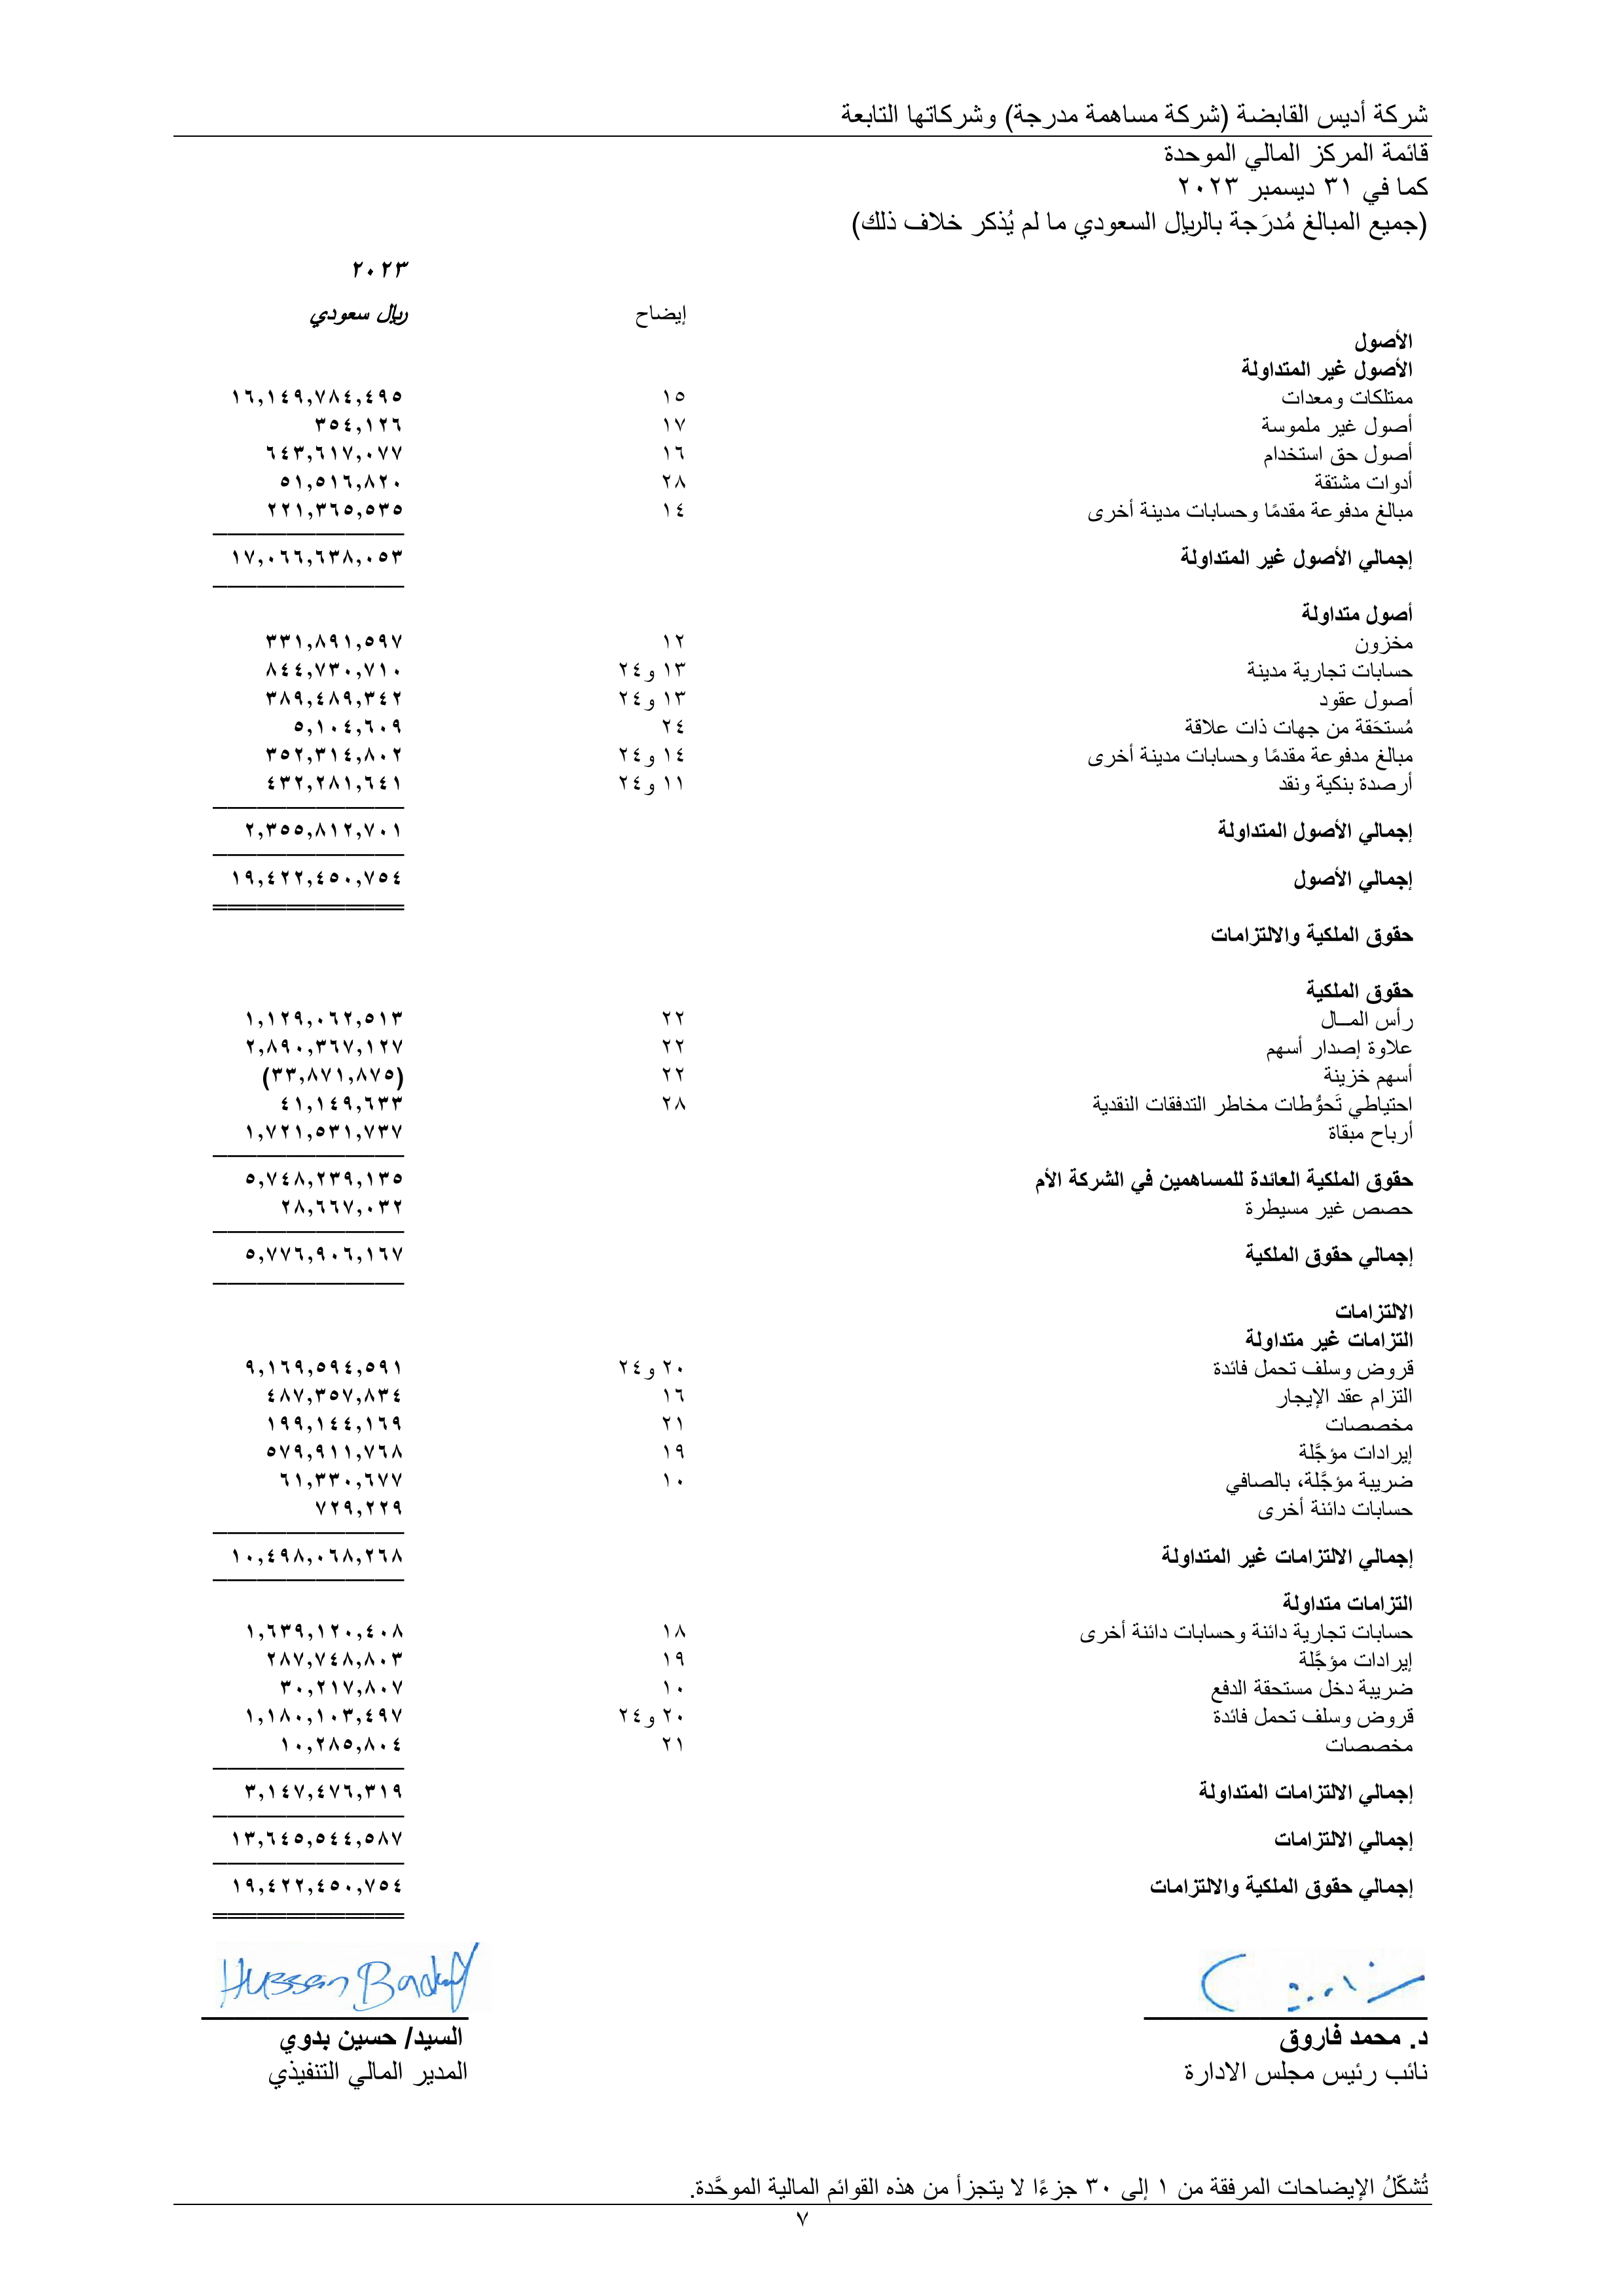 شركة أديس القابضة (شركة مساهمة مدرجة) وشركاتها التابعة
قائمة المركز المالي الموحدة
كما في ٣١ ديسمبر ٢٠٢٣
(جميع المبالغ مُدرَجة بالريال السعودي ما لم يُذكر خلاف ذلك)
٢٠٢٣
إيضاح ريال سعودي
الأصول
الأصول غير المتداولة
ممتلكات ومعدات ١٥ ١٦,١٤٩,٧٨٤,٤٩٥
أصول غير ملموسة ١٧ ٣٥٤,١٢٦
أصول حق استخدام ١٦ ٦٤٣,٦١٧,٠٧٧
أدوات مشتقة ٢٨ ٥١,٥١٦,٨٢٠
مبالغ مدفوعة مقدمًا وحسابات مدينة أخرى ١٤ ٢٢١,٣٦٥,٥٣٥
إجمالي الأصول غير المتداولة ١٧,٠٦٦,٦٣٨,٠٥٣
أصول متداولة
مخزون ١٢ ٣٣١,٨٩١,٥٩٧
حسابات تجارية مدينة ١٣ و٢٤ ٨٤٤,٧٣٠,٧١٠
أصول عقود ١٣ و٢٤ ٣٨٩,٤٨٩,٣٤٢
مُستحَقة من جهات ذات علاقة ٢٤ ٥,١٠٤,٦٠٩
مبالغ مدفوعة مقدمًا وحسابات مدينة أخرى ١٤ و٢٤ ٣٥٢,٣١٤,٨٠٢
أرصدة بنكية ونقد ١١ و٢٤ ٤٣٢,٢٨١,٦٤١
إجمالي الأصول المتداولة ٢,٣٥٥,٨١٢,٧٠١
إجمالي الأصول ١٩,٤٢٢,٤٥٠,٧٥٤
حقوق الملكية والالتزامات
حقوق الملكية
رأس المـال ٢٢ ١,١٢٩,٠٦٢,٥١٣
علاوة إصدار أسهم ٢٢ ٢,٨٩٠,٣٦٧,١٢٧
أسهم خزينة ٢٢ (٣٣,٨٧١,٨٧٥)
احتياطي تَحوُّطات مخاطر التدفقات النقدية ٢٨ ٤١,١٤٩,٦٣٣
أرباح مبقاة ١,٧٢١,٥٣١,٧٣٧
حقوق الملكية العائدة للمساهمين في الشركة الأم ٥,٧٤٨,٢٣٩,١٣٥
حصص غير مسيطرة ٢٨,٦٦٧,٠٣٢
إجمالي حقوق الملكية ٥,٧٧٦,٩٠٦,١٦٧
الالتزامات
التزامات غير متداولة
قروض وسلف تحمل فائدة ٢٠ و٢٤ ٩,١٦٩,٥٩٤,٥٩١
التزام عقد الإيجار ١٦ ٤٨٧,٣٥٧,٨٣٤
مخصصات ٢١ ١٩٩,١٤٤,١٦٩
إيرادات مؤجَّلة ١٩ ٥٧٩,٩١١,٧٦٨
ضريبة مؤجَّلة، بالصافي ١٠ ٦١,٣٣٠,٦٧٧
حسابات دائنة أخرى ٧٢٩,٢٢٩
إجمالي الالتزامات غير المتداولة ١٠,٤٩٨,٠٦٨,٢٦٨
التزامات متداولة
حسابات تجارية دائنة وحسابات دائنة أخرى ١٨ ١,٦٣٩,١٢٠,٤٠٨
إيرادات مؤجَّلة ١٩ ٢٨٧,٧٤٨,٨٠٣
ضريبة دخل مستحقة الدفع ١٠ ٣٠,٢١٧,٨٠٧
قروض وسلف تحمل فائدة ٢٠ و٢٤ ١,١٨٠,١٠٣,٤٩٧
مخصصات ٢١ ١٠,٢٨٥,٨٠٤
إجمالي الالتزامات المتداولة ٣,١٤٧,٤٧٦,٣١٩
إجمالي الالتزامات ١٣,٦٤٥,٥٤٤,٥٨٧
إجمالي حقوق الملكية والالتزامات ١٩,٤٢٢,٤٥٠,٧٥٤
Hussen Badawy
د. محمد فاروق السيد/ حسين بدوي
نائب رئيس مجلس الادارة المدير المالي التنفيذي
تُشكّلُ الإيضاحات المرفقة من ١ إلى ٣٠ جزءًا لا يتجزأ من هذه القوائم المالية الموحَّدة.
٧